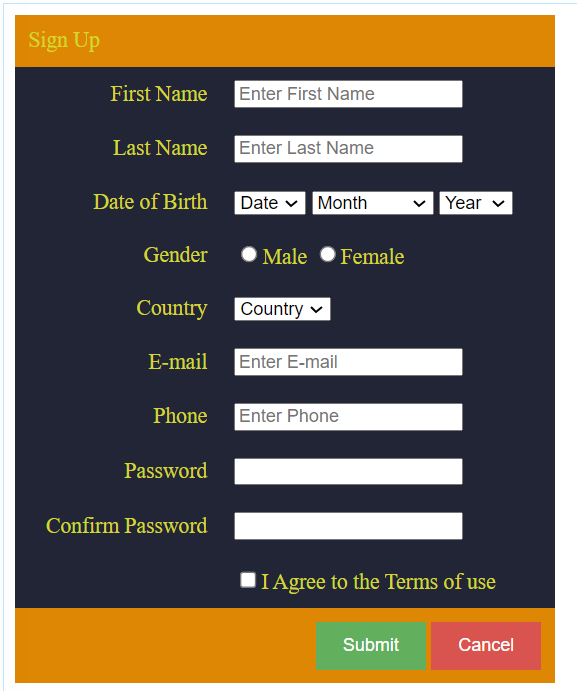 Sign Up
First Name Enter First Name
Last Name Enter Last Name
Date of Birth Date Month Year
Gender Male Female
Country Country
E-mail Enter E-mail
Phone Enter Phone
Password
Confirm Password
I Agree to the Terms of use
Submit Cancel